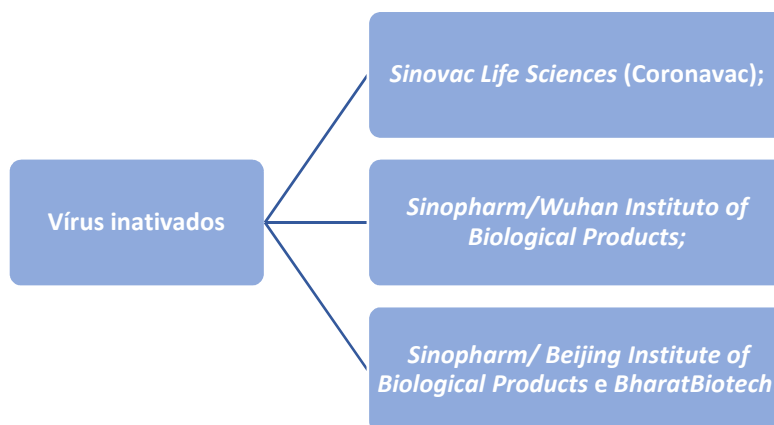 Sinovac Life Sciences (Coronavac);
Vírus inativados
Sinopharm/Wuhan Instituto of
Biological Products;
Sinopharm/ Beijing Institute of
Biological Products e BharatBiotech